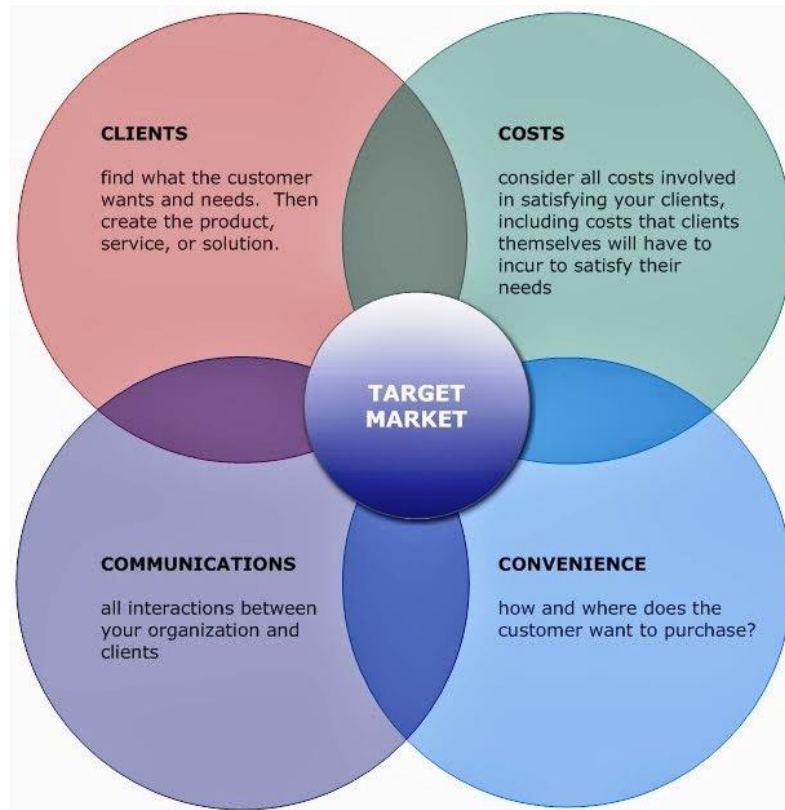 CLIENTS
find what the customer
wants and needs.  Then
create the product,
service, or solution.
COSTS
consider all costs involved
in satisfying your clients,
including costs that clients
themselves will have to
incur to satisfy their
needs
TARGET
MARKET
COMMUNICATIONS
all interactions between
your organization and
clients
CONVENIENCE
how and where does the
customer want to purchase?